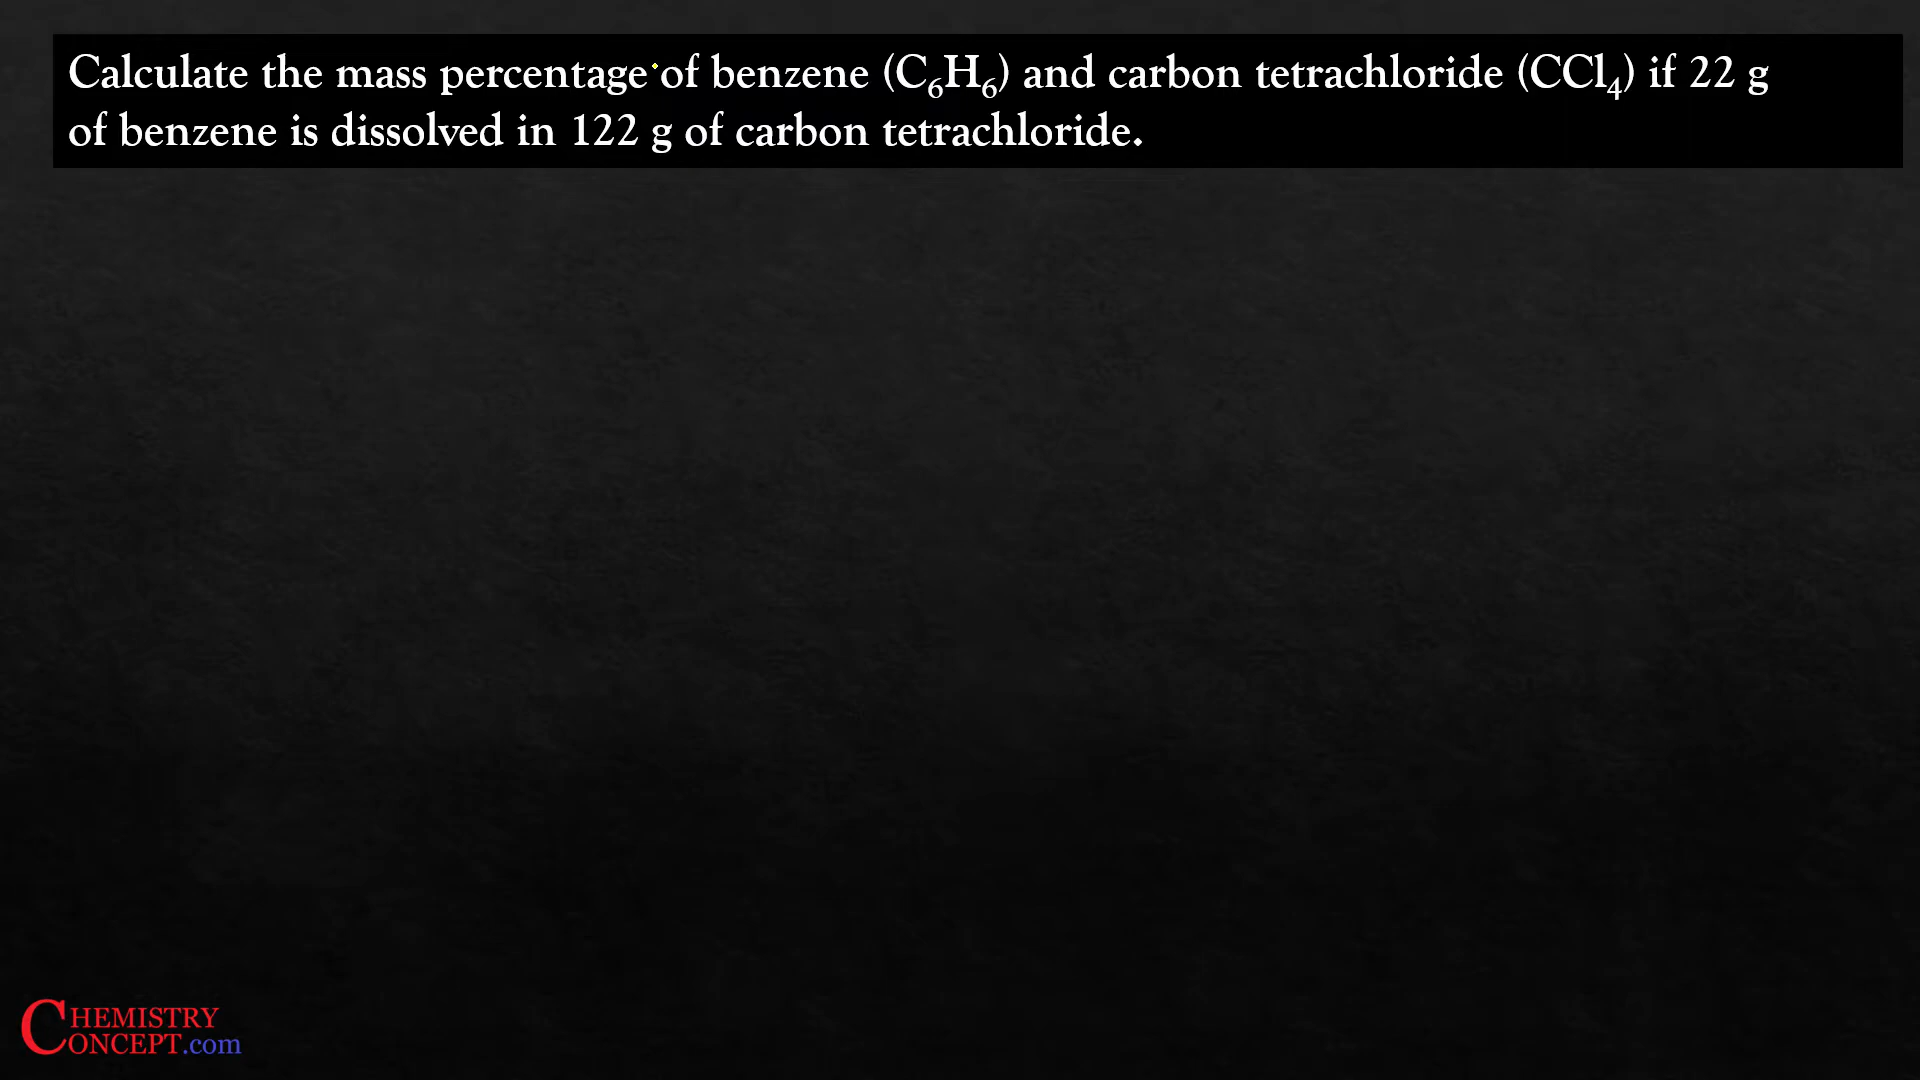 Calculate the mass percentage of benzene (C₆H₆) and carbon tetrachloride (CCl₄) if 22 g
of benzene is dissolved in 122 g of carbon tetrachloride.
CHEMISTRY
CONCEPT.com